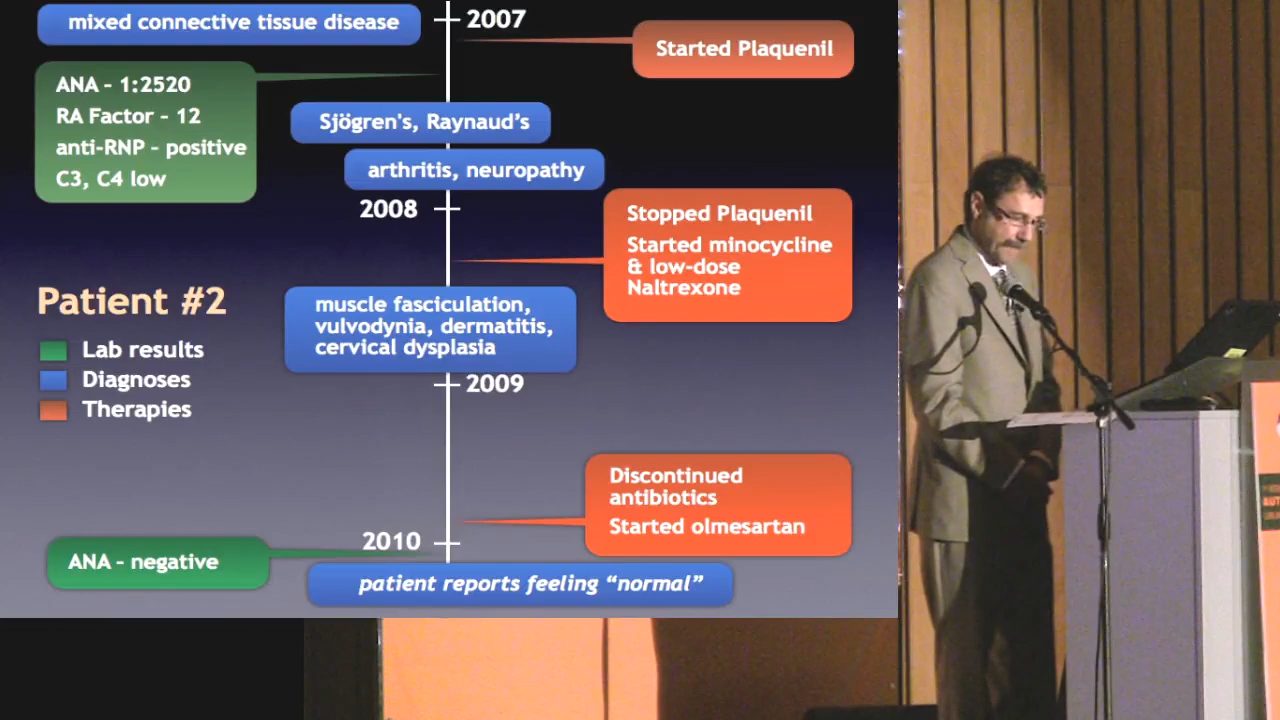 mixed connective tissue disease
2007
Started Plaquenil
ANA – 1:2520
RA Factor – 12
anti-RNP – positive
C3, C4 low
Sjögren's, Raynaud’s
arthritis, neuropathy
2008
Stopped Plaquenil
Started minocycline
& low-dose
Naltrexone
Patient #2
Lab results
Diagnoses
Therapies
muscle fasciculation,
vulvodynia, dermatitis,
cervical dysplasia
2009
Discontinued
antibiotics
Started olmesartan
2010
ANA – negative
patient reports feeling “normal”